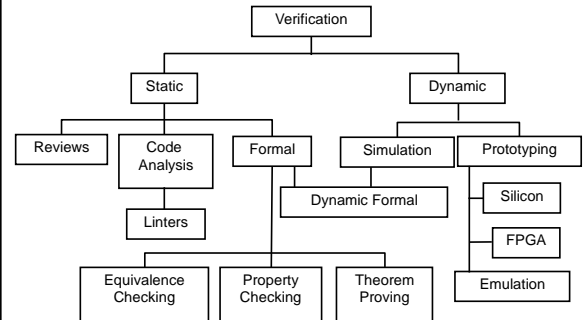 Verification
Static
Dynamic
Reviews
Code
Analysis
Formal
Simulation
Prototyping
Linters
Dynamic Formal
Silicon
FPGA
Emulation
Equivalence
Checking
Property
Checking
Theorem
Proving